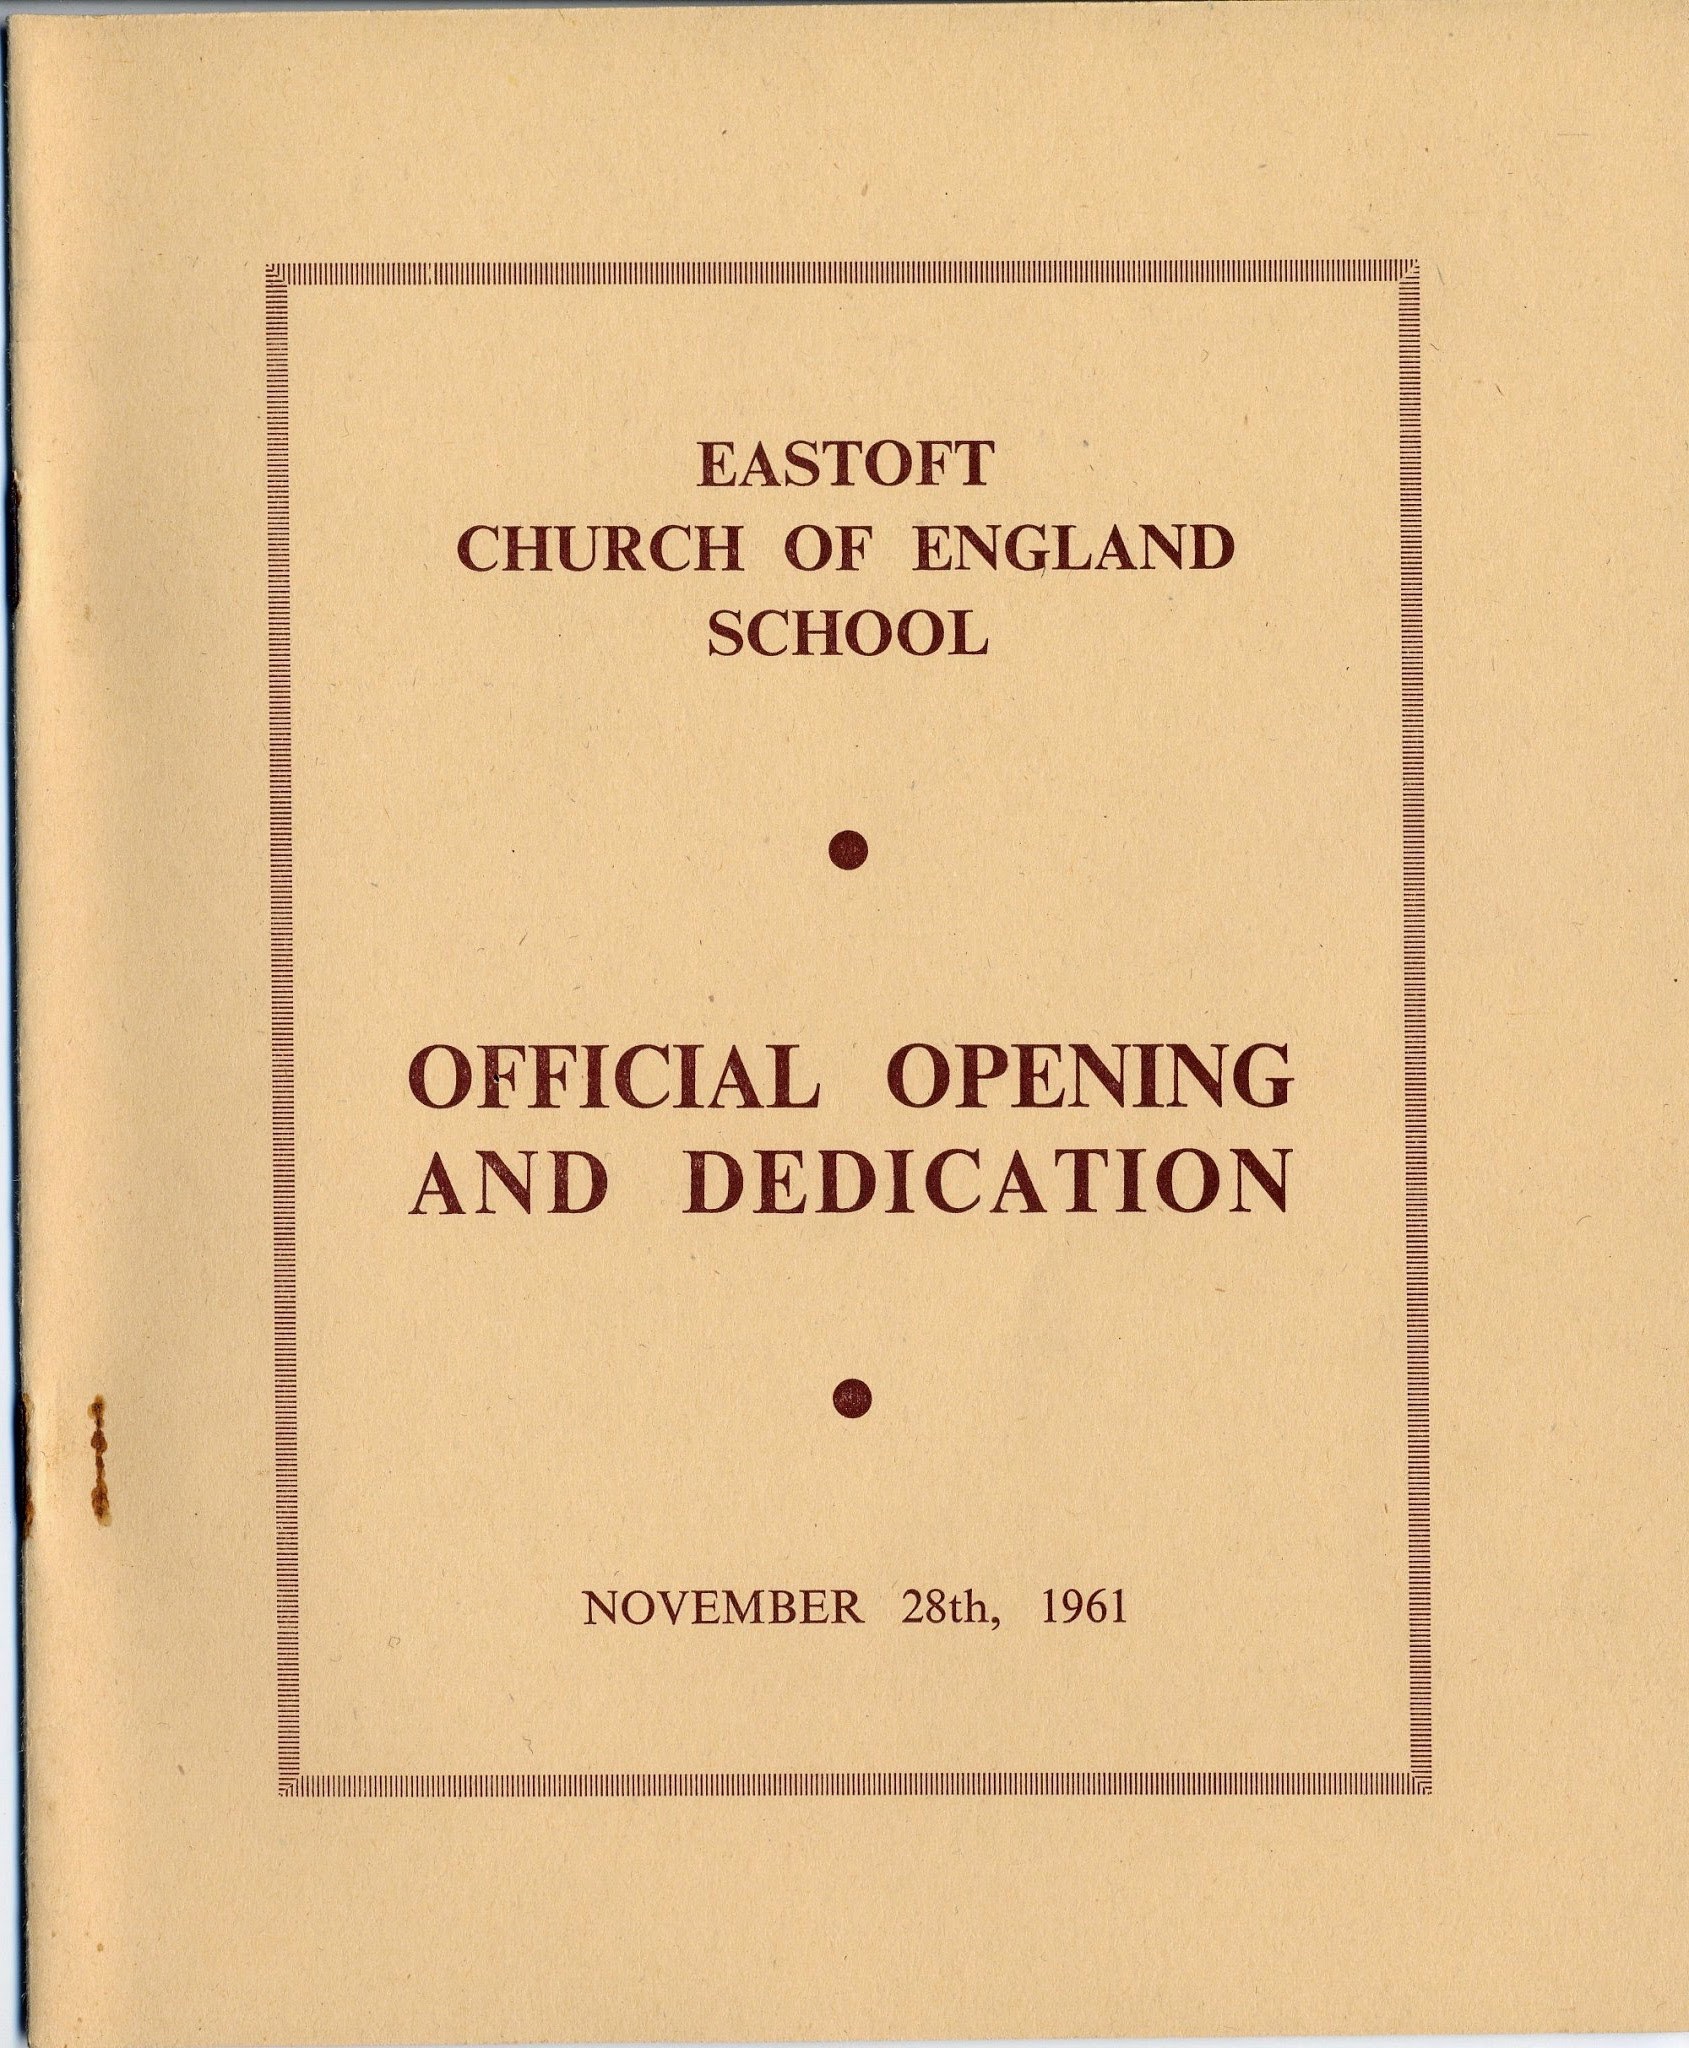 EASTOFT
CHURCH OF ENGLAND
SCHOOL
OFFICIAL OPENING
AND DEDICATION
NOVEMBER 28th, 1961